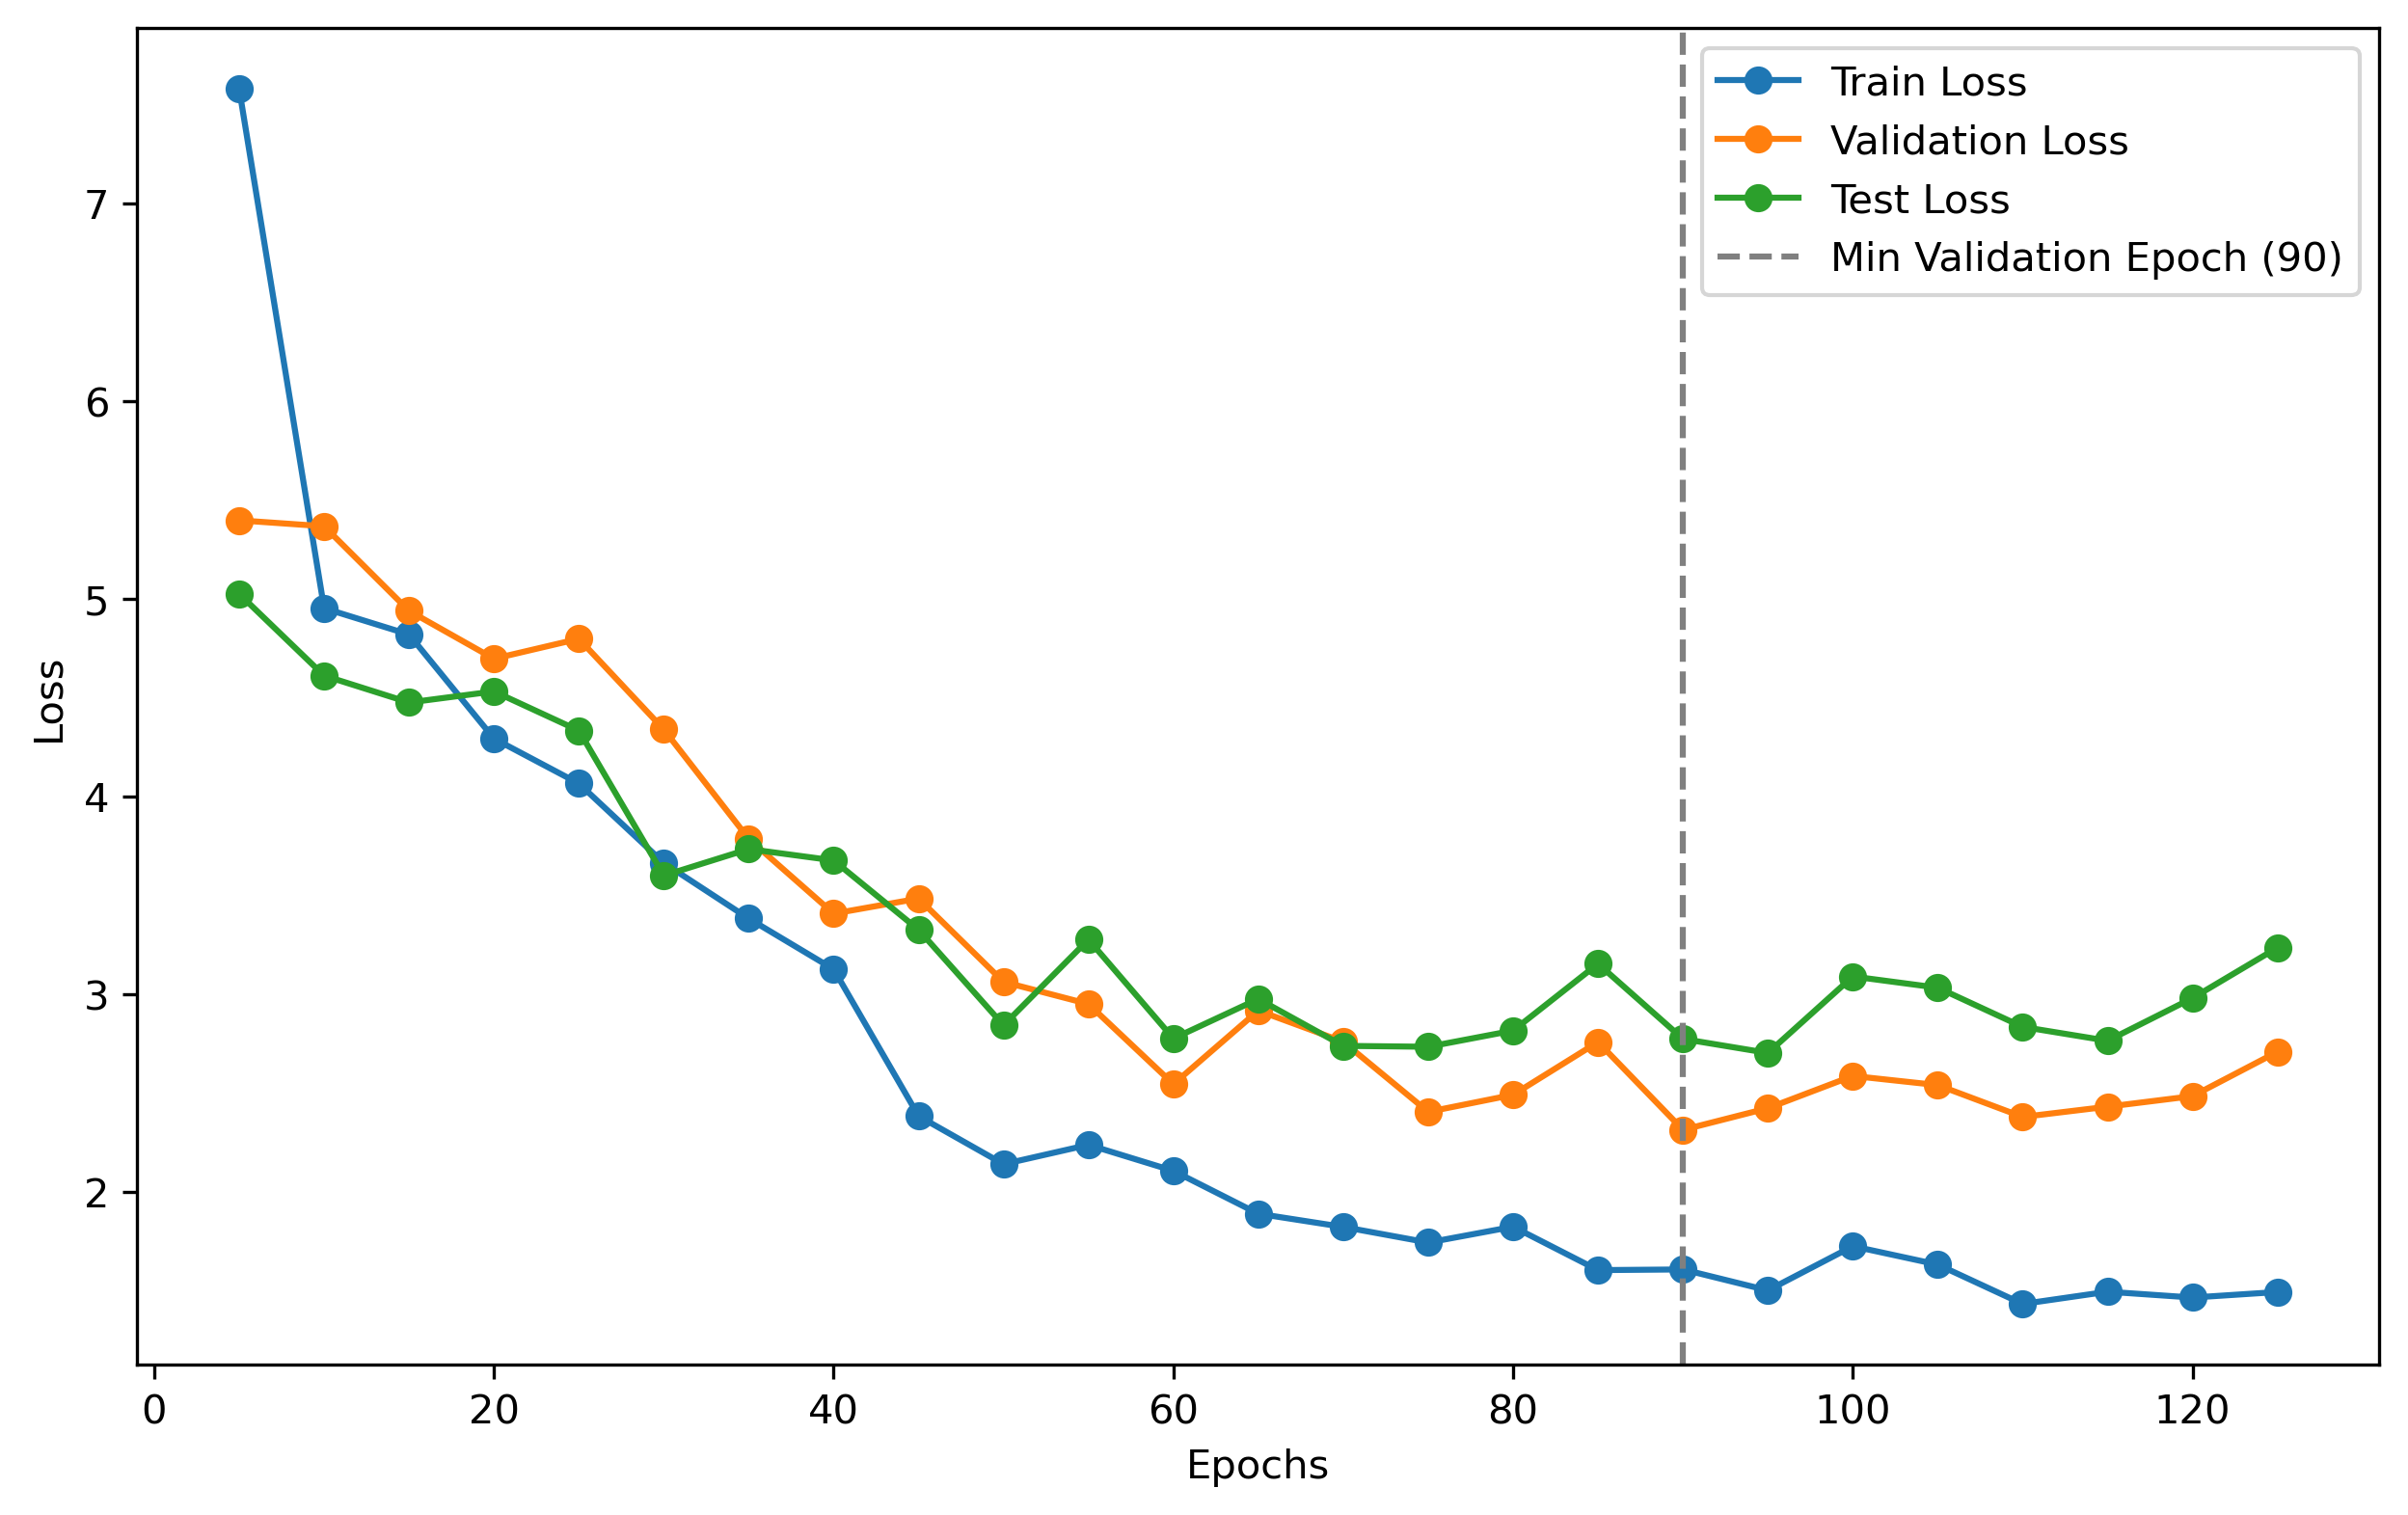 Train Loss
Validation Loss
Test Loss
Min Validation Epoch (90)
7
6
5
4
3
2
Loss
0 20 40 60 80 100 120
Epochs